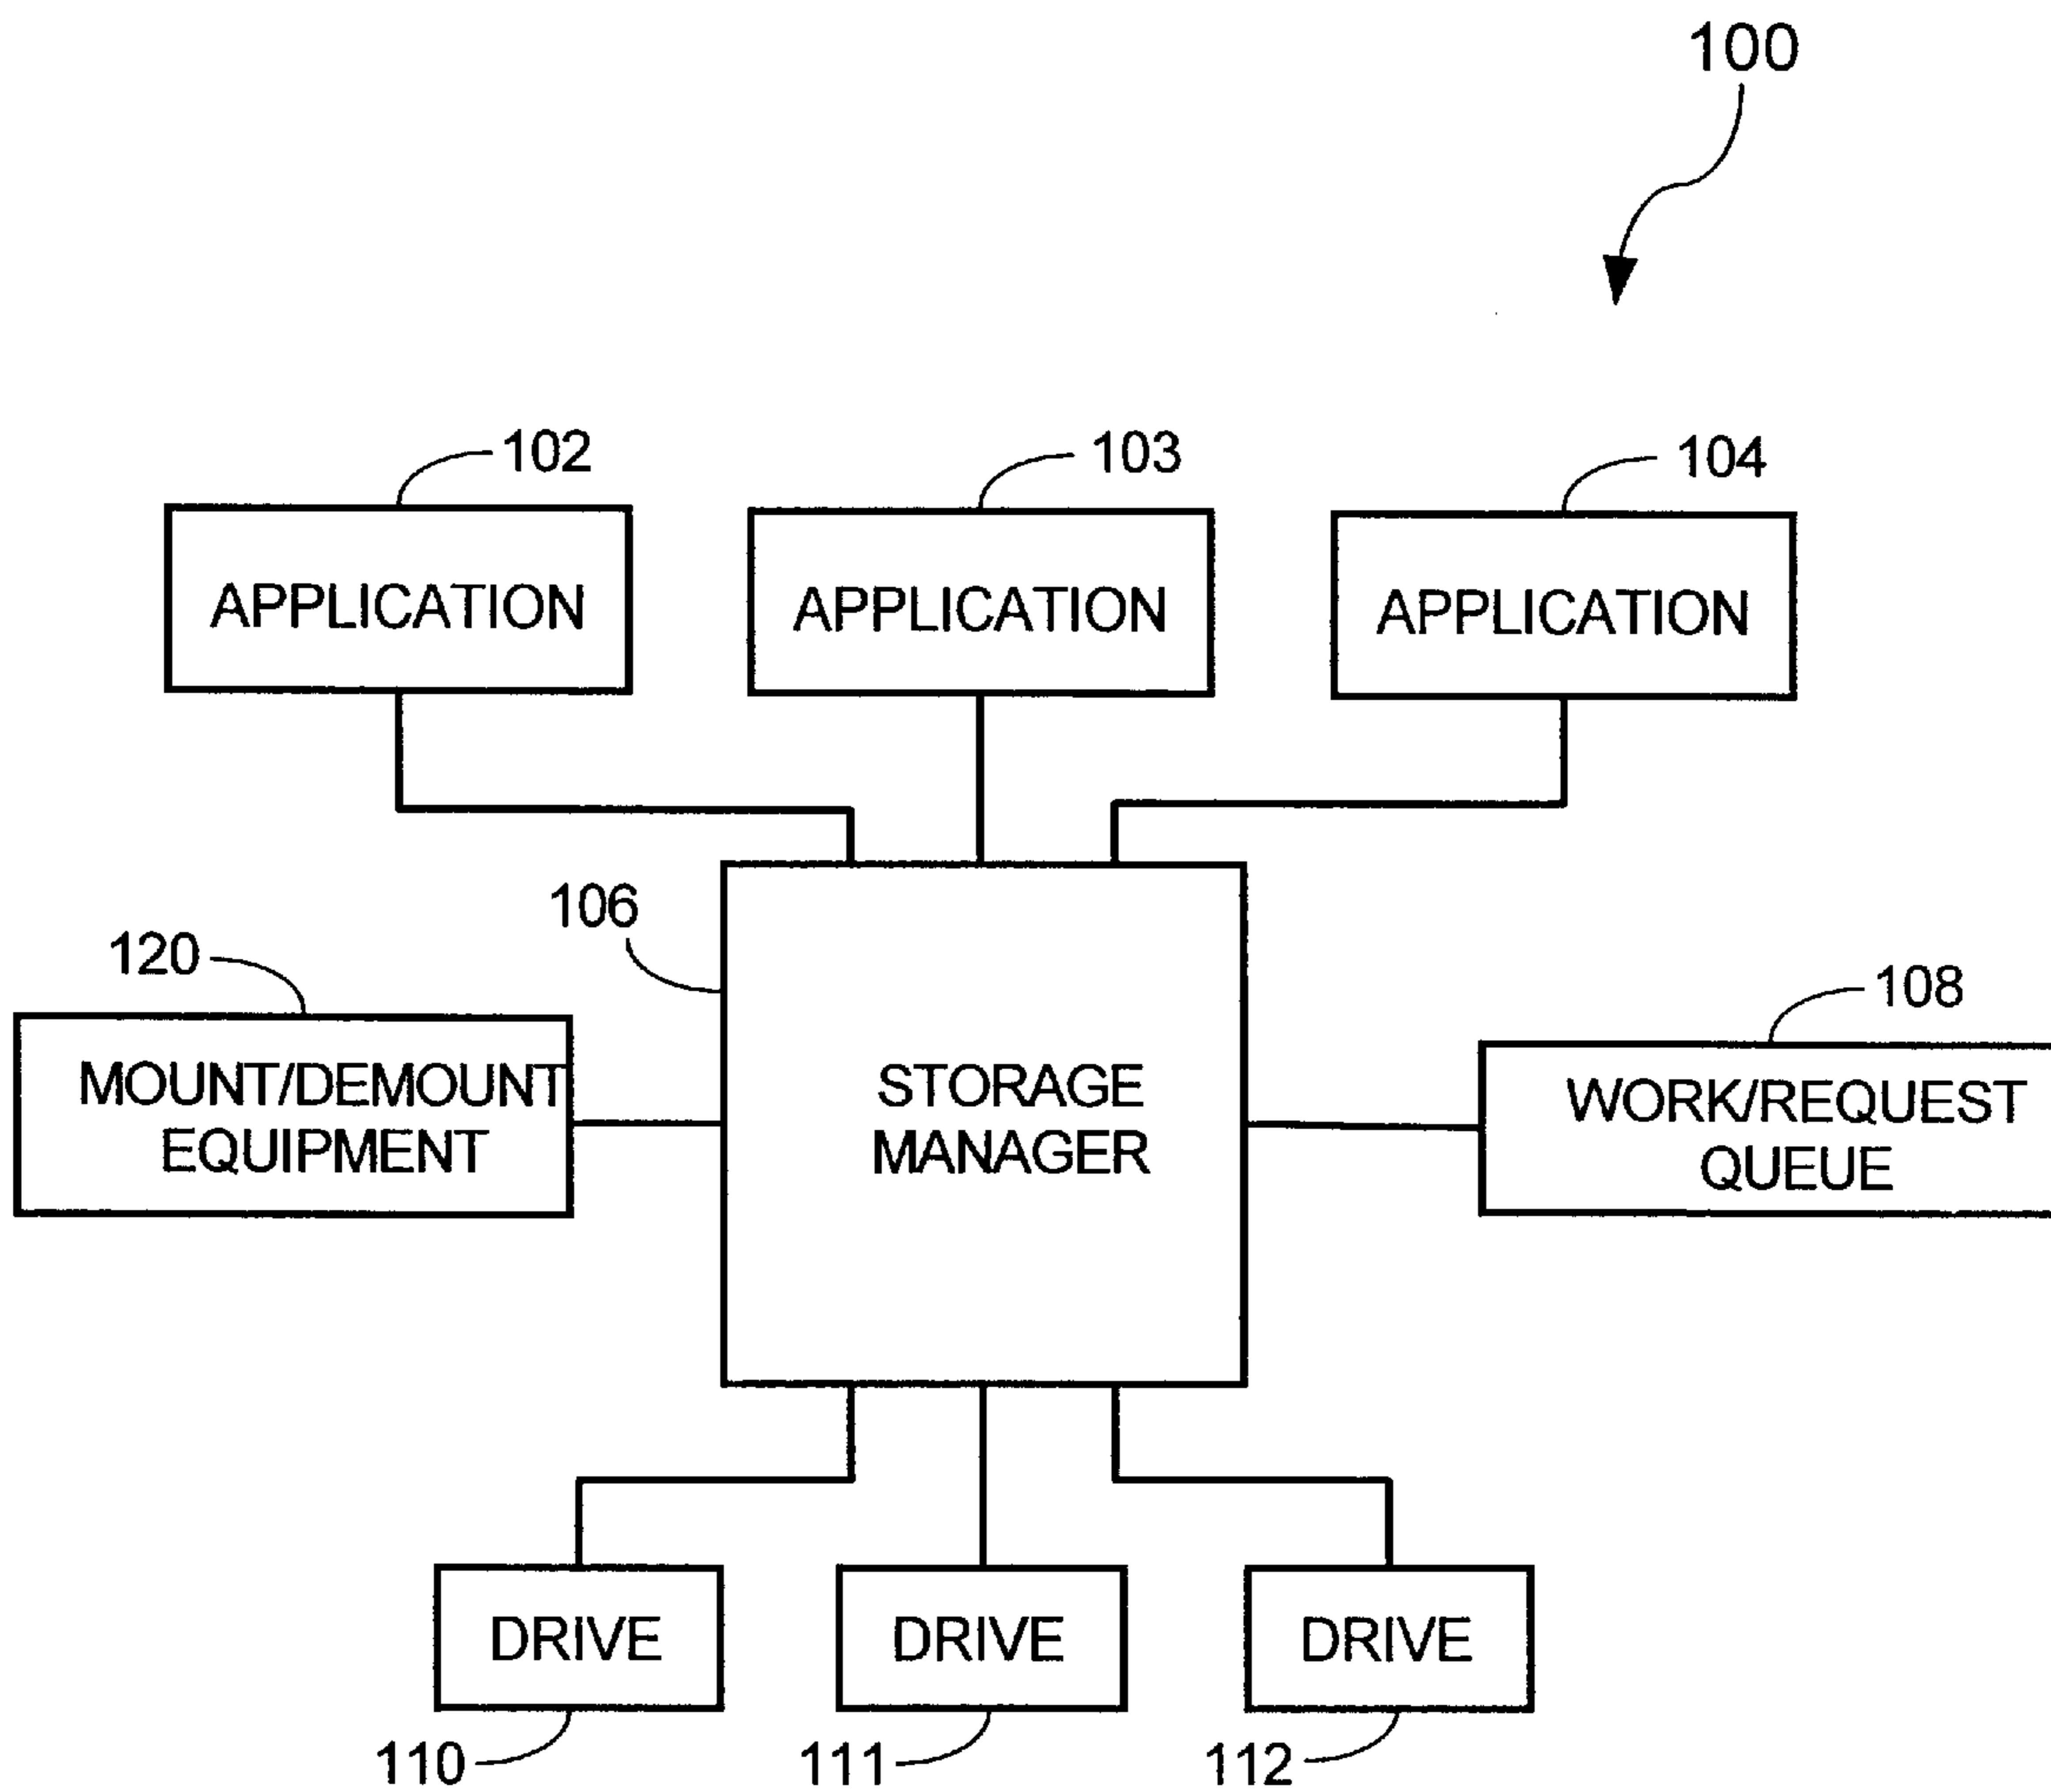 100
102
103
104
APPLICATION
APPLICATION
APPLICATION
106
120
108
MOUNT/DEMOUNT
EQUIPMENT
STORAGE
MANAGER
WORK/REQUEST
QUEUE
DRIVE
DRIVE
DRIVE
110
111
112